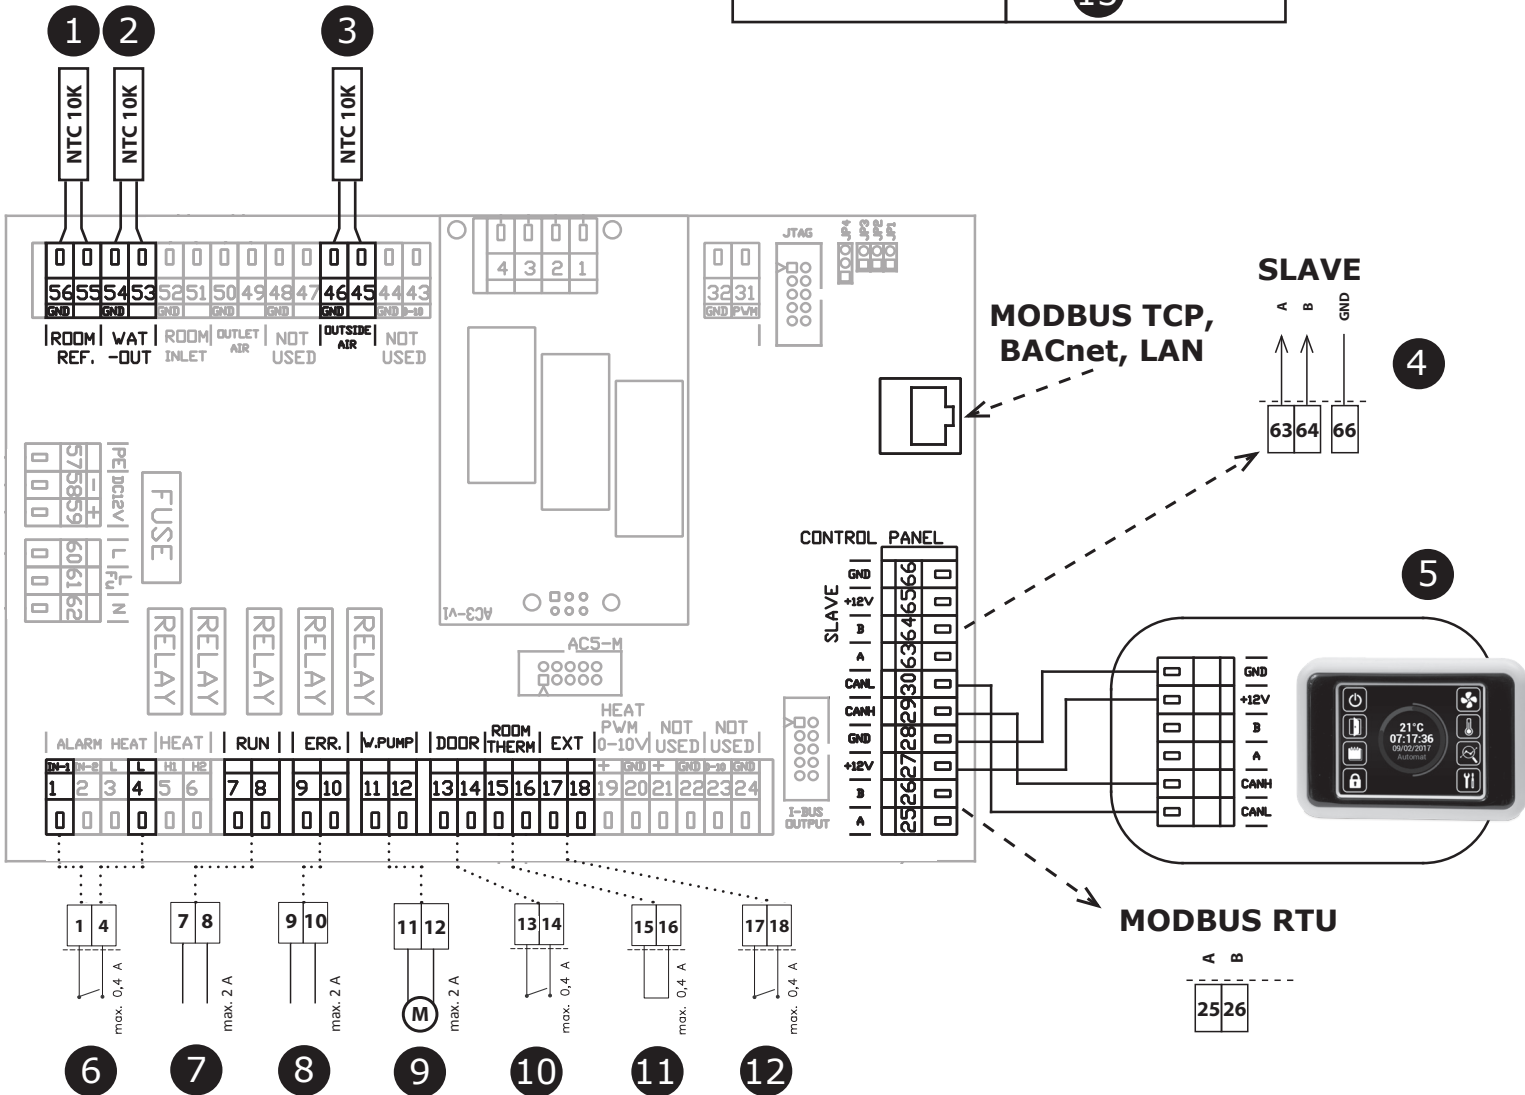 13
1 2 3
NTC 10K NTC 10K NTC 10K
4 3 2 1
JTAG
JP4 JP3 JP2 JP1
56 55 54 53 52 51 50 49 48 47 46 45 44 43
GND GND GND GND GND GND GND 0-10
32 31
GND PWM
ROOM REF.
WAT -OUT
ROOM INLET
OUTLET AIR
NOT USED
OUTSIDE AIR
NOT USED
MODBUS TCP,
BACnet, LAN
SLAVE
A B GND
63 64 66
4
57 58 59
PE - + DC12V
60 61 62
L L Fu N
FUSE
RELAY RELAY RELAY RELAY RELAY
AC3-v1
AC5-M
CONTROL PANEL
SLAVE
GND 66
+12V 65
B 64
A 63
CANL 30
CANH 29
GND 28
+12V 27
B 26
A 25
5
GND
+12V
B
A
CANH
CANL
21°C
07:17:36
09/02/2017
Automat
I-BUS
OUTPUT
ALARM HEAT HEAT RUN ERR. W.PUMP DOOR ROOM THERM EXT
HEAT PWM 0-10V
NOT USED
NOT USED
IN-1 IN-2 L L H1 H2 + GND + GND 0-10 GND
1 2 3 4 5 6 7 8 9 10 11 12 13 14 15 16 17 18 19 20 21 22 23 24
1 4
7 8
9 10
11 12
13 14
15 16
17 18
M
max. 0,4 A
max. 2 A
max. 2 A
max. 2 A
max. 0,4 A
max. 0,4 A
max. 0,4 A
MODBUS RTU
A B
25 26
6 7 8 9 10 11 12